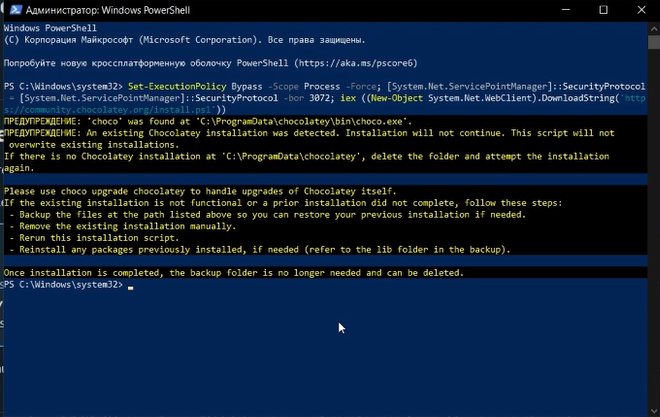 Администратор: Windows PowerShell
Windows PowerShell
(C) Корпорация Майкрософт (Microsoft Corporation). Все права защищены.
Попробуйте новую кроссплатформенную оболочку PowerShell (https://aka.ms/pscore6)
PS C:\Windows\system32> Set-ExecutionPolicy Bypass -Scope Process -Force; [System.Net.ServicePointManager]::SecurityProtocol
= [System.Net.ServicePointManager]::SecurityProtocol -bor 3072; iex ((New-Object System.Net.WebClient).DownloadString('http
s://community.chocolatey.org/install.ps1'))
ПРЕДУПРЕЖДЕНИЕ: 'choco' was found at 'C:\ProgramData\chocolatey\bin\choco.exe'.
ПРЕДУПРЕЖДЕНИЕ: An existing Chocolatey installation was detected. Installation will not continue. This script will not
overwrite existing installations.
If there is no Chocolatey installation at 'C:\ProgramData\chocolatey', delete the folder and attempt the installation
again.
Please use choco upgrade chocolatey to handle upgrades of Chocolatey itself.
If the existing installation is not functional or a prior installation did not complete, follow these steps:
- Backup the files at the path listed above so you can restore your previous installation if needed.
- Remove the existing installation manually.
- Rerun this installation script.
- Reinstall any packages previously installed, if needed (refer to the lib folder in the backup).
Once installation is completed, the backup folder is no longer needed and can be deleted.
PS C:\Windows\system32>